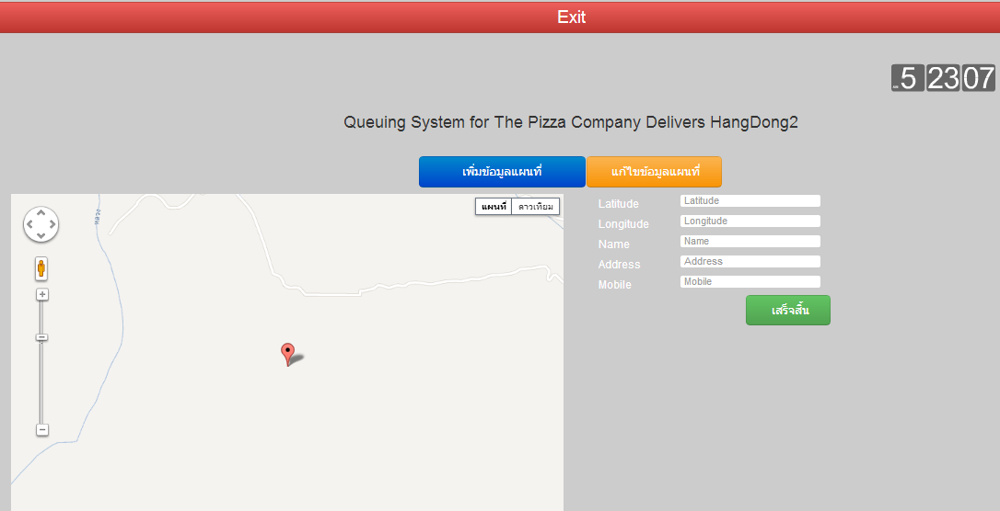 Exit
5 23 07
Queuing System for The Pizza Company Delivers HangDong2
เพิ่มข้อมูลแผนที่ แก้ไขข้อมูลแผนที่
แผนที่ ดาวเทียม
Latitude Latitude
Longitude Longitude
Name Name
Address Address
Mobile Mobile
เสร็จสิ้น